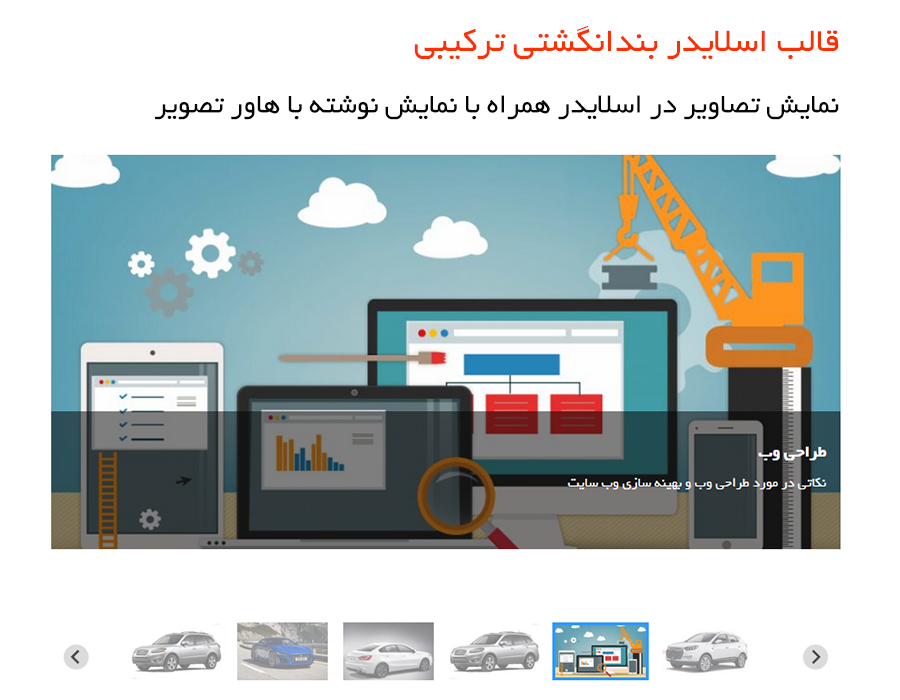 قالب اسلایدر بندانگشتی ترکیبی
نمایش تصاویر در اسلایدر همراه با نمایش نوشته با هاور تصویر
طراحی وب
نکاتی در مورد طراحی وب و بهینه سازی وب سایت